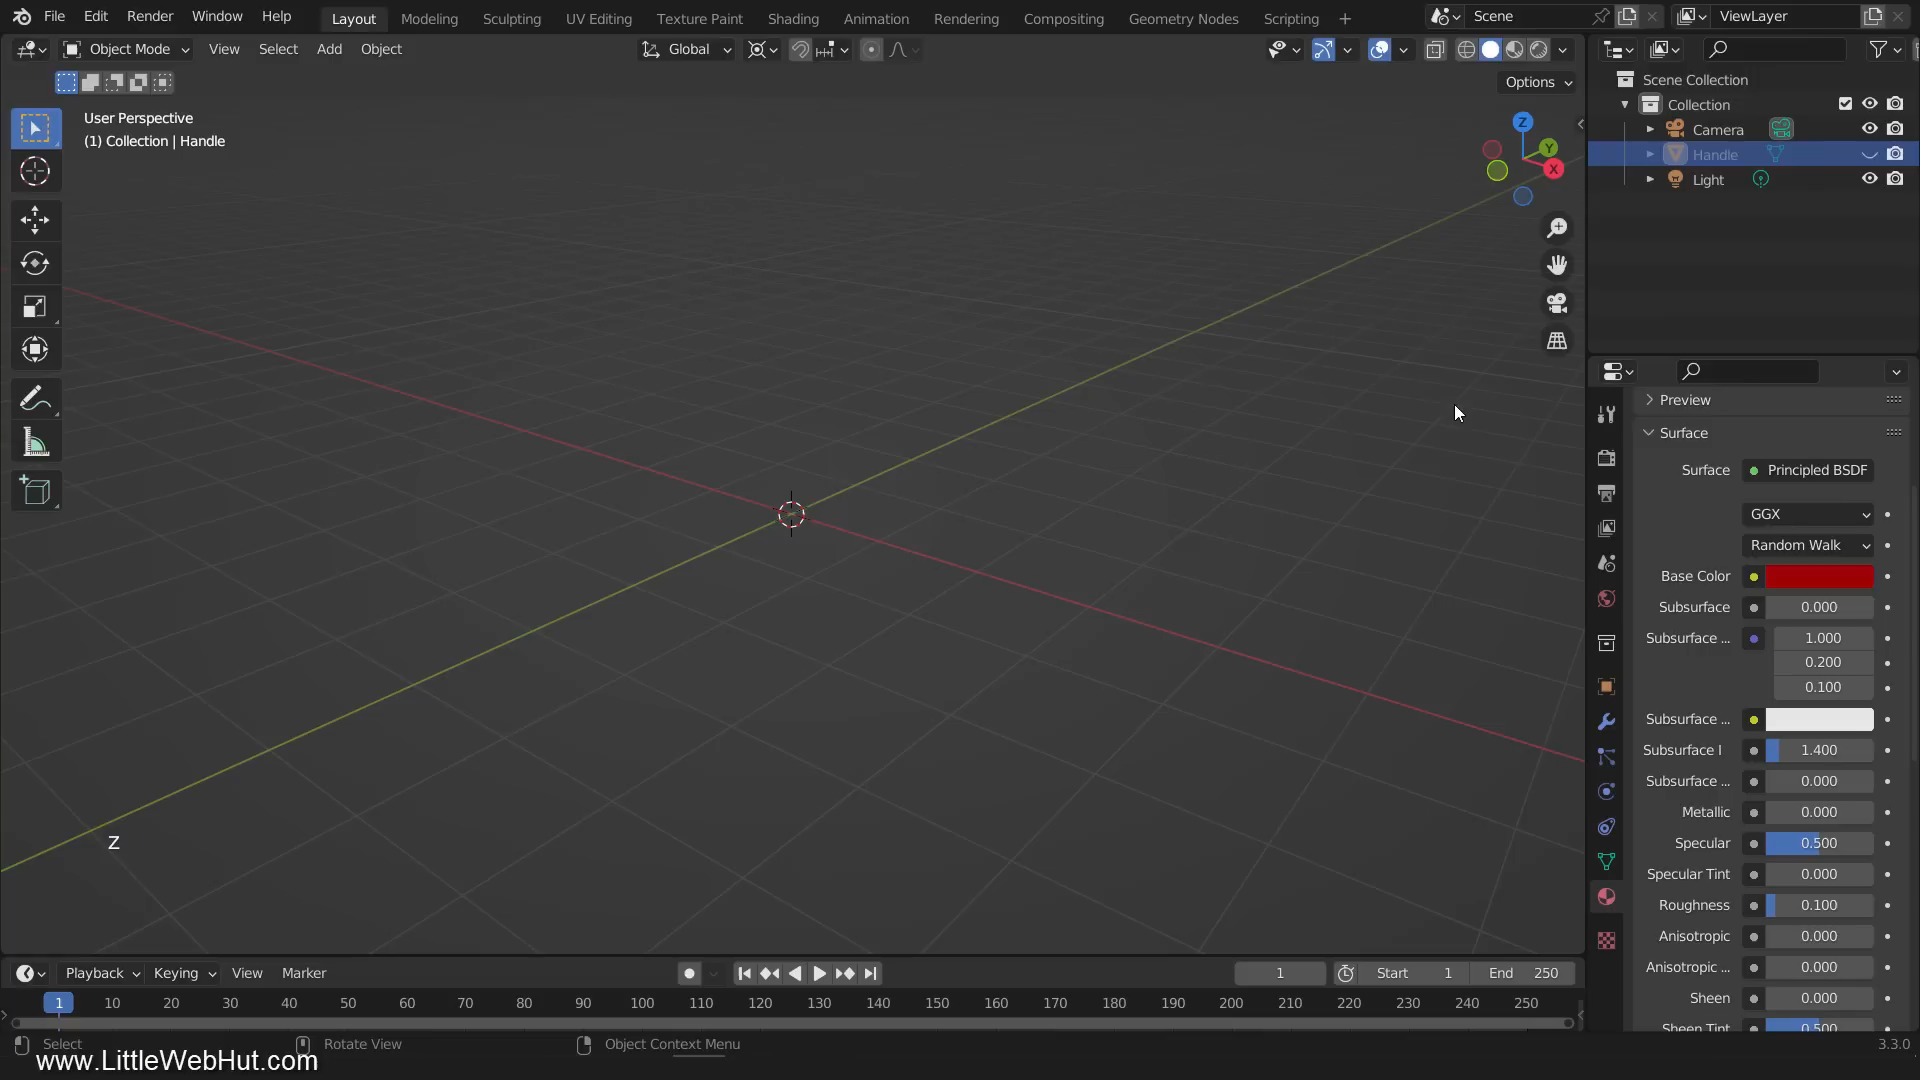 File Edit Render Window Help Layout Modeling Sculpting UV Editing Texture Paint Shading Animation Rendering Compositing Geometry Nodes Scripting + Scene ViewLayer
Object Mode View Select Add Object Global
Options
User Perspective
(1) Collection | Handle
Z
Y
X
Scene Collection
Collection
Camera
Handle
Light
Preview
Surface
Surface Principled BSDF
GGX
Random Walk
Base Color
Subsurface 0.000
Subsurface ... 1.000
0.200
0.100
Subsurface ...
Subsurface I 1.400
Subsurface ... 0.000
Metallic 0.000
Specular 0.500
Specular Tint 0.000
Roughness 0.100
Anisotropic 0.000
Anisotropic ... 0.000
Sheen 0.000
Sheen Tint 0.500
z
Playback Keying View Marker 1 Start 1 End 250
1 10 20 30 40 50 60 70 80 90 100 110 120 130 140 150 160 170 180 190 200 210 220 230 240 250
Select Rotate View Object Context Menu 3.3.0
www.LittleWebHut.com